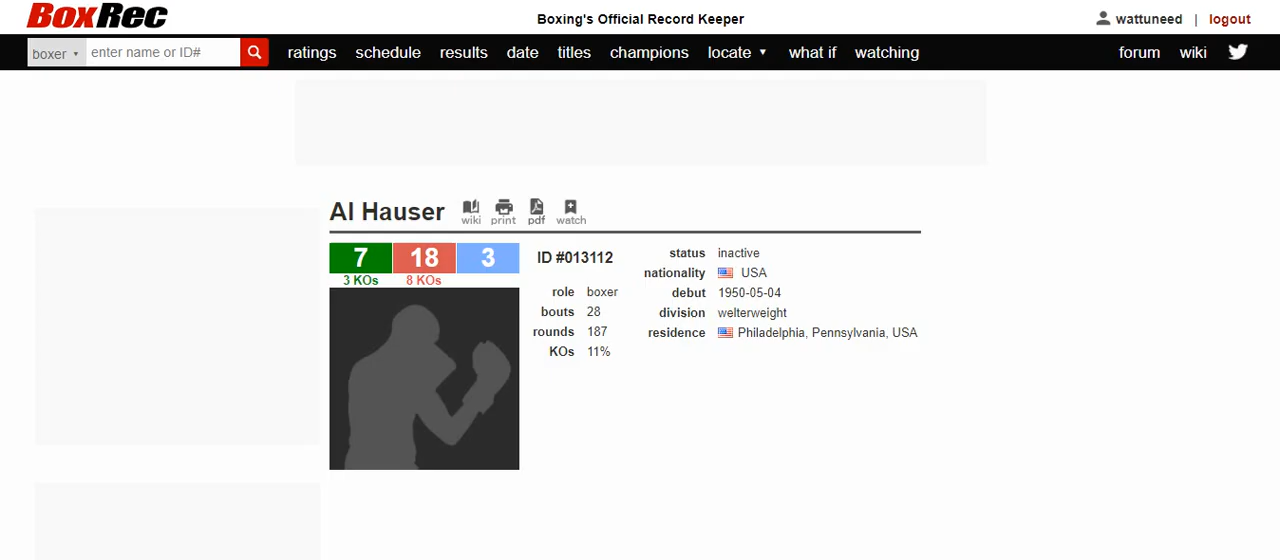 BoxRec
Boxing's Official Record Keeper
wattuneed | logout
boxer ▾ enter name or ID#
ratings schedule results date titles champions locate ▼ what if watching forum wiki
Al Hauser
wiki print pdf watch
7 18 3
3 KOs 8 KOs
ID #013112
role boxer
bouts 28
rounds 187
KOs 11%
status inactive
nationality USA
debut 1950-05-04
division welterweight
residence Philadelphia, Pennsylvania, USA